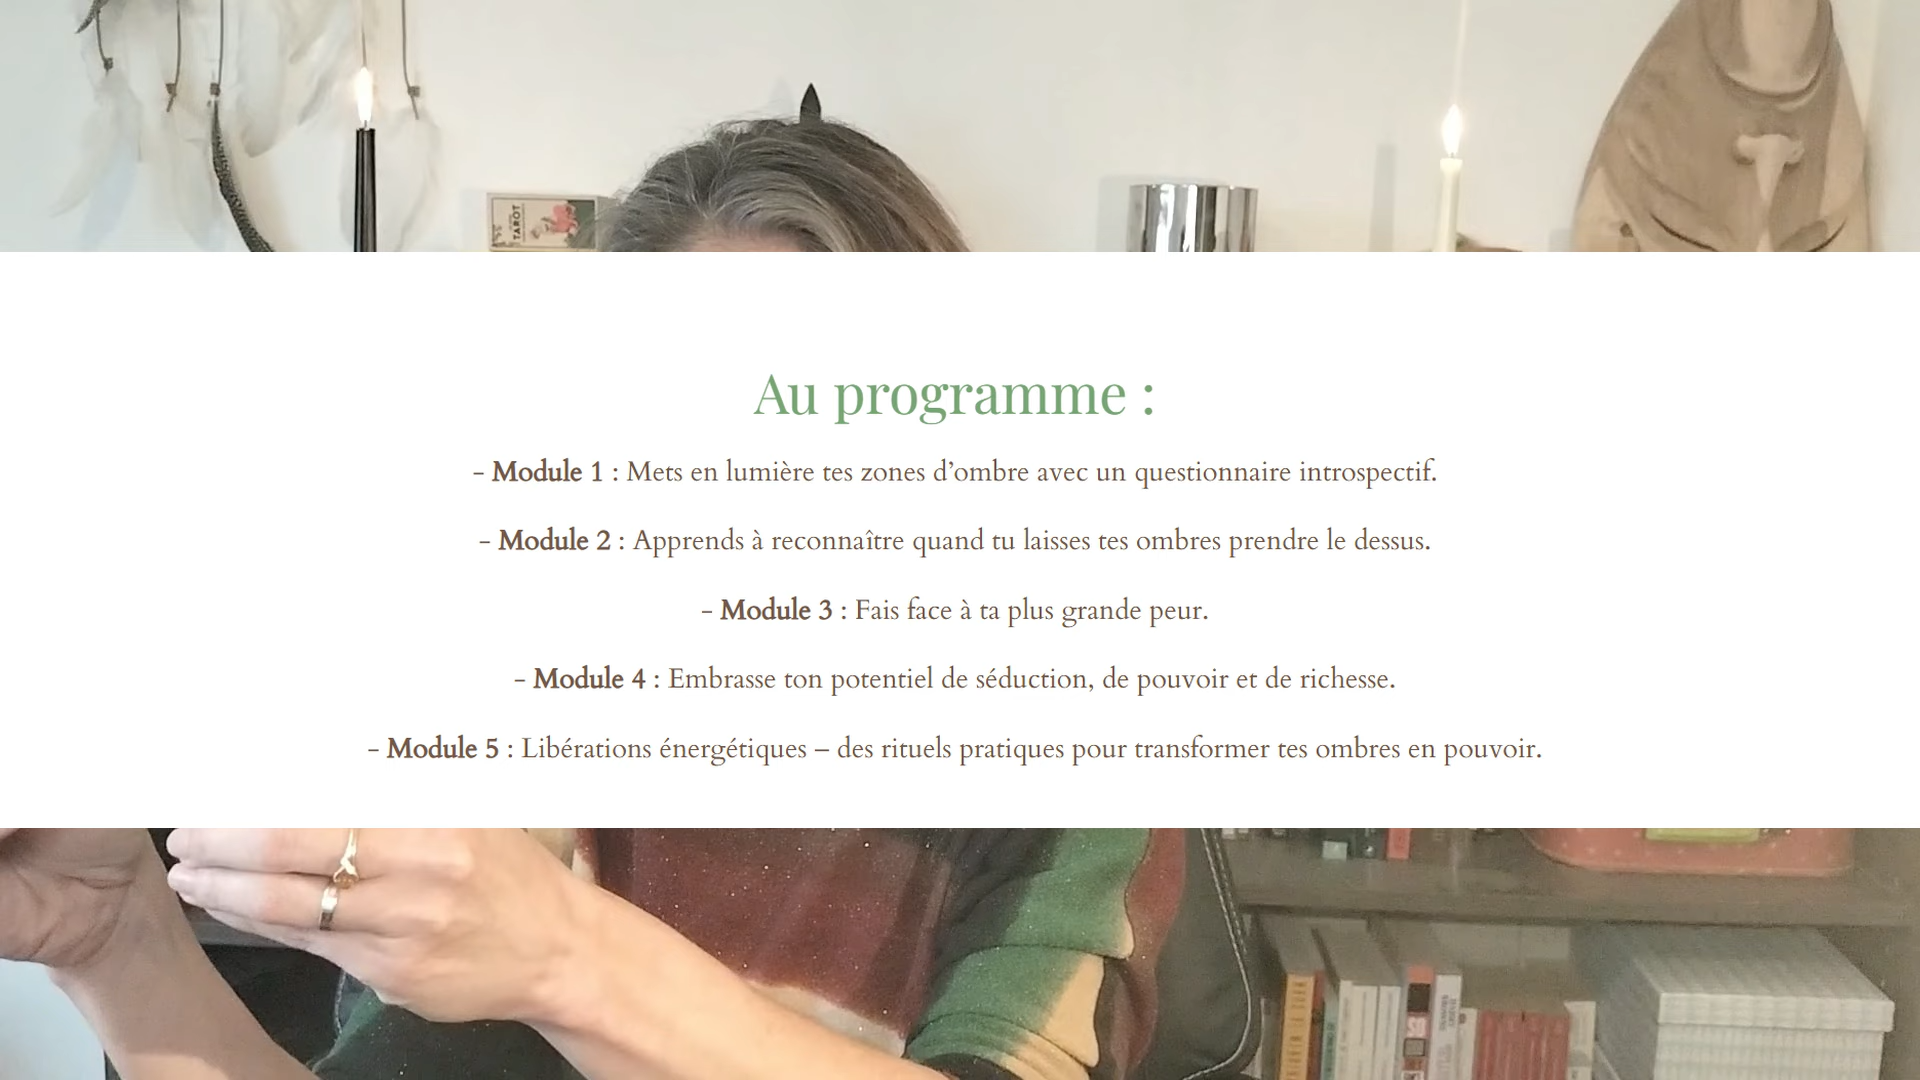 TAROT
Au programme :
- Module 1 : Mets en lumière tes zones d’ombre avec un questionnaire introspectif.
- Module 2 : Apprends à reconnaître quand tu laisses tes ombres prendre le dessus.
- Module 3 : Fais face à ta plus grande peur.
- Module 4 : Embrasse ton potentiel de séduction, de pouvoir et de richesse.
- Module 5 : Libérations énergétiques – des rituels pratiques pour transformer tes ombres en pouvoir.